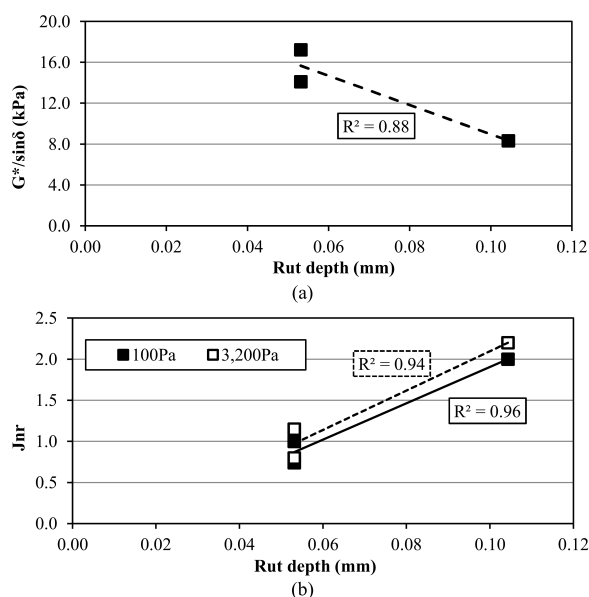 20.0
16.0
12.0
8.0
4.0
0.0
G*/sinδ (kPa)
R² = 0.88
0.00 0.02 0.04 0.06 0.08 0.10 0.12
Rut depth (mm)
(a)
2.5
2.0
1.5
1.0
0.5
0.0
Jnr
100Pa 3,200Pa
R² = 0.94
R² = 0.96
0.00 0.02 0.04 0.06 0.08 0.10 0.12
Rut depth (mm)
(b)